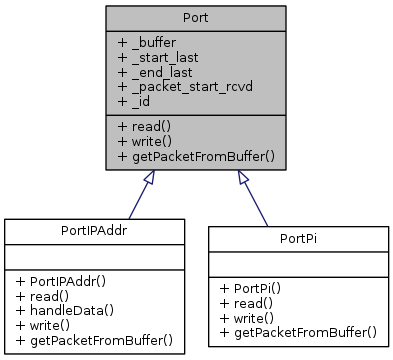 Port
+ _buffer
+ _start_last
+ _end_last
+ _packet_start_rcvd
+ _id
+ read()
+ write()
+ getPacketFromBuffer()
PortIPAddr
+ PortIPAddr()
+ read()
+ handleData()
+ write()
+ getPacketFromBuffer()
PortPi
+ PortPi()
+ read()
+ write()
+ getPacketFromBuffer()